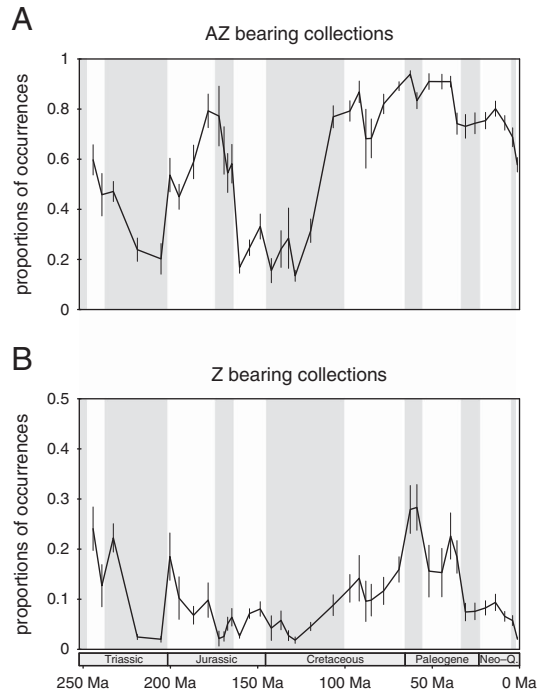 A
AZ bearing collections
proportions of occurrences
1
0.8
0.6
0.4
0.2
0
B
Z bearing collections
proportions of occurrences
0.5
0.4
0.3
0.2
0.1
0
Triassic Jurassic Cretaceous Paleogene Neo–Q.
250 Ma 200 Ma 150 Ma 100 Ma 50 Ma 0 Ma